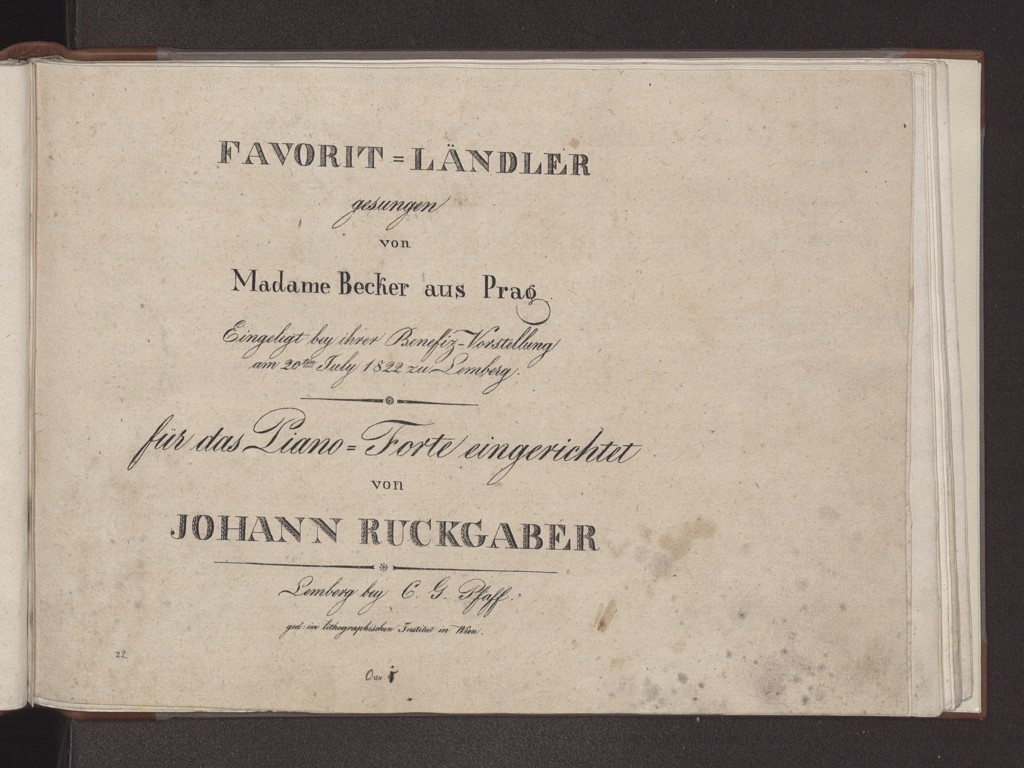 FAVORIT = LÄNDLER
gesungen
von
Madame Becker aus Prag
Eingelegt bey ihrer Benefiz-Vorstellung
am 20ten July 1822 zu Lemberg.
für das Piano = Forte eingerichtet
von
JOHANN RUCKGABER
Lemberg bey C. G. Pfaff.
ged: im lithographischen Institut in Wien.
22